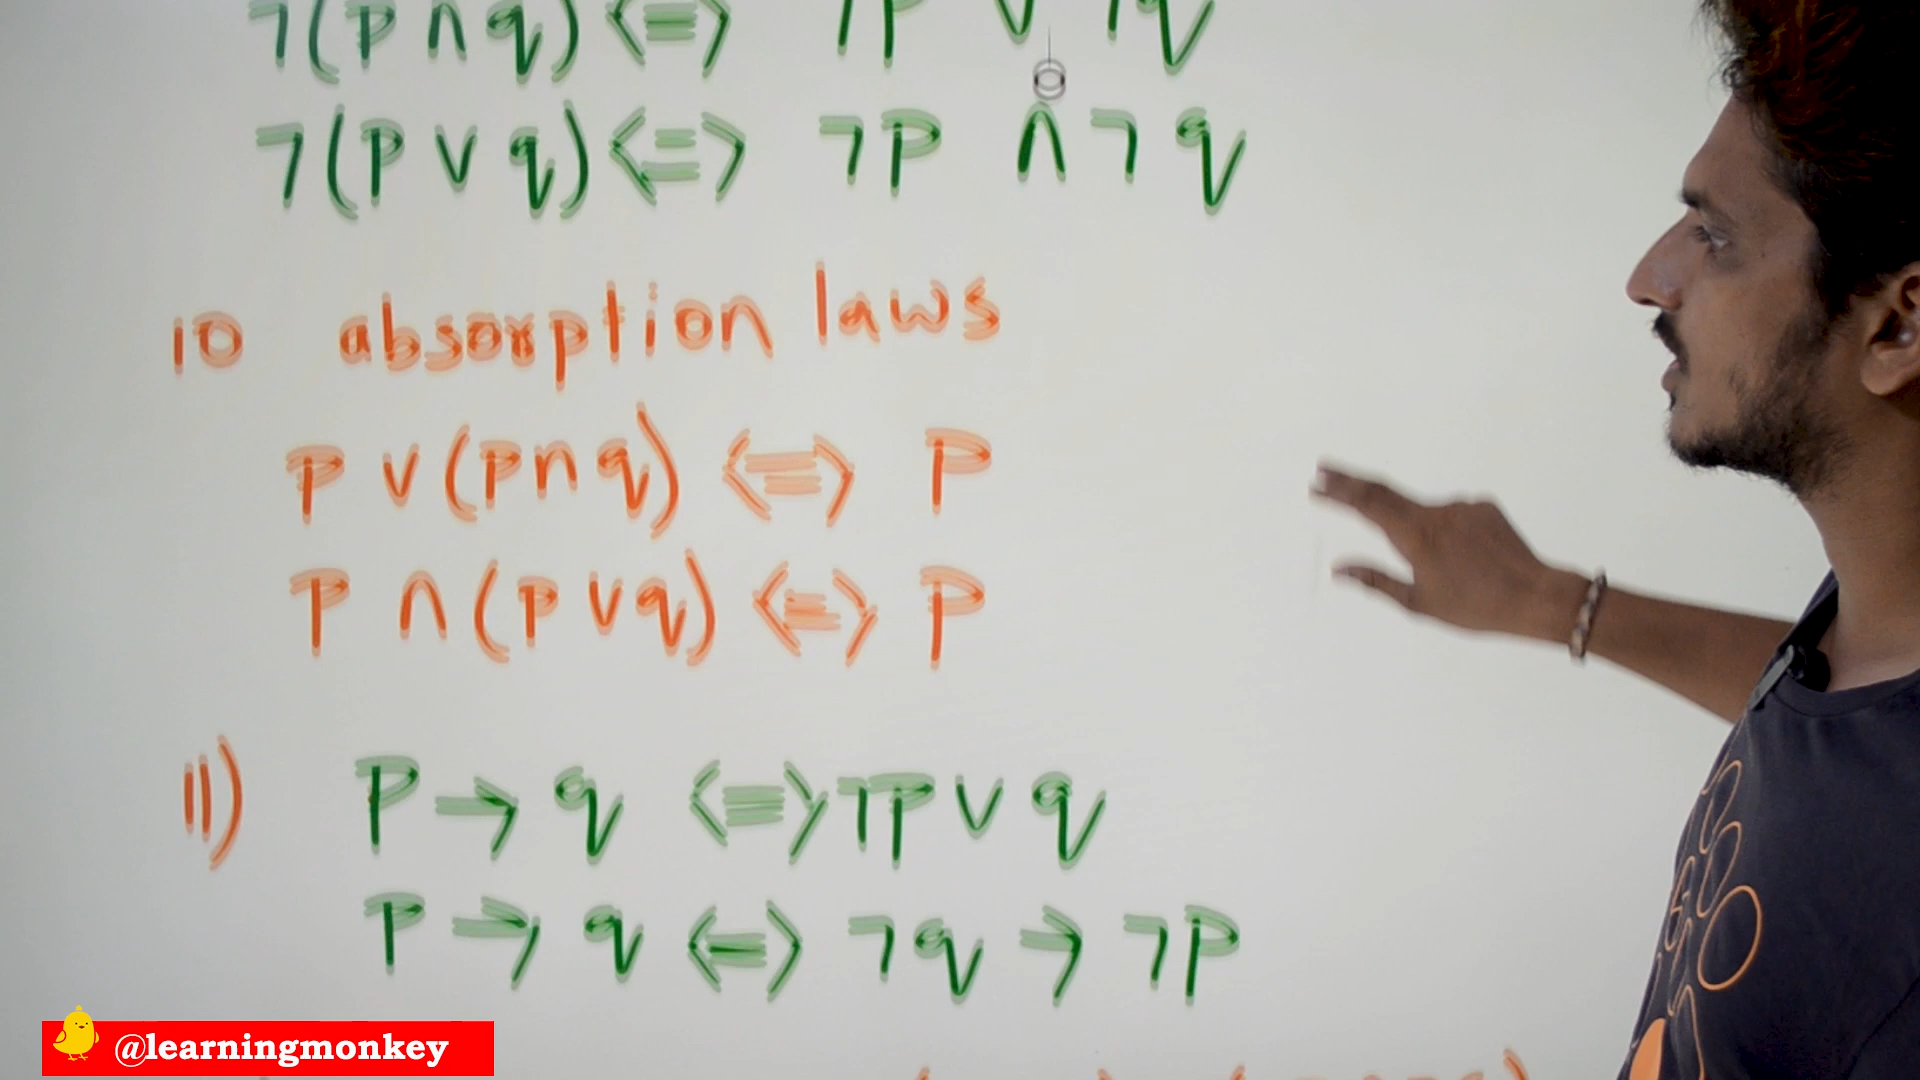 ¬(p ∧ q) <=> ¬p ∨ ¬q
¬(p ∨ q) <=> ¬p ∧ ¬q
10 absorption laws
p ∨ (p ∧ q) <=> p
p ∧ (p ∨ q) <=> p
11) p → q <=> ¬p ∨ q
p → q <=> ¬q → ¬p
@learningmonkey